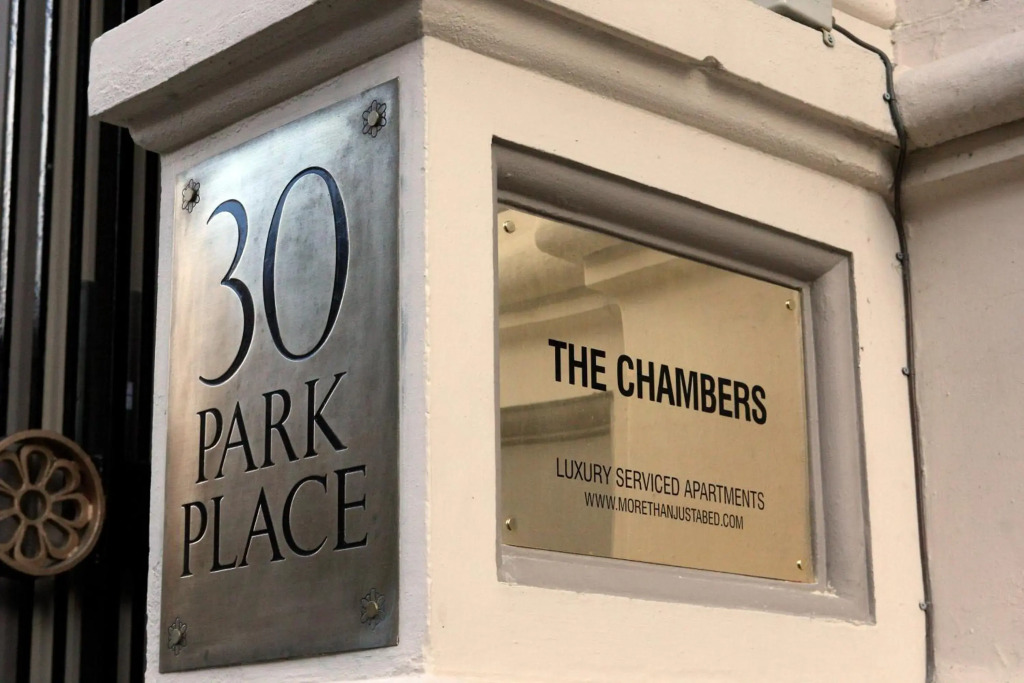 30
PARK
PLACE
THE CHAMBERS
LUXURY SERVICED APARTMENTS
WWW.MORETHANJUSTABED.COM